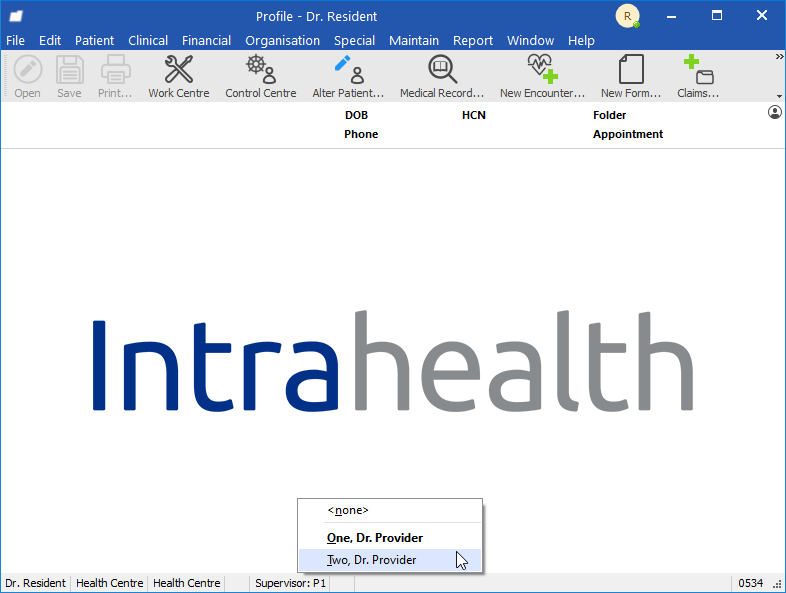 Profile - Dr. Resident
R
File Edit Patient Clinical Financial Organisation Special Maintain Report Window Help
Open Save Print... Work Centre Control Centre Alter Patient... Medical Record... New Encounter... New Form... Claims...
DOB HCN Folder
Phone Appointment
Intrahealth
<none>
One, Dr. Provider
Two, Dr. Provider
Dr. Resident Health Centre Health Centre Supervisor: P1 0534